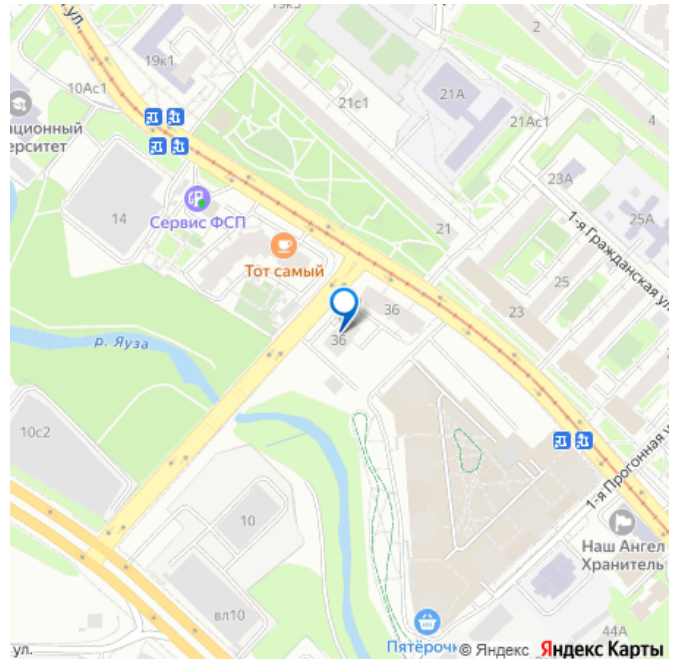 19к3
2
ул.
19к1
10Ас1
21с1
21А
21Ас1
4
ационный
ерситет
23А
14
Сервис ФСП
25А
1-я Гражданская ул.
21
Тот самый
25
36
23
36
р. Яуза
10с2
1-я Прогонная у
10
Наш Ангел
Хранитель
вл10
44А
ул.
Пятёрочк
© Яндекс Яндекс Карты